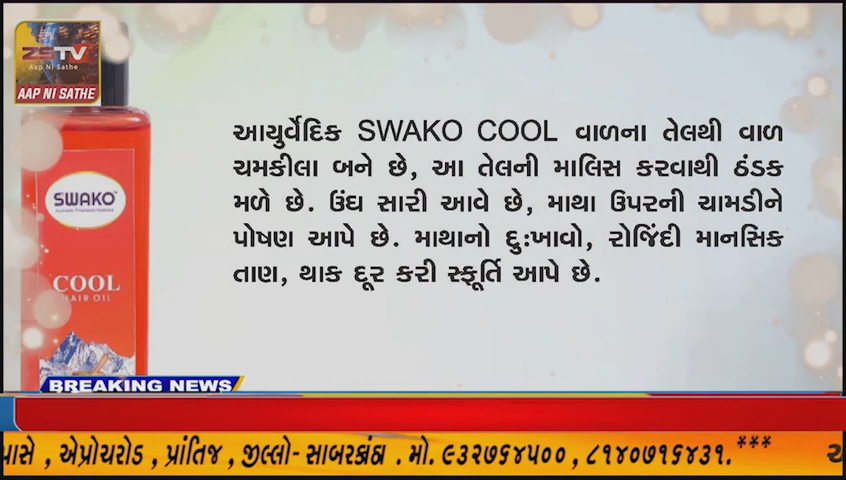 ZSTV
Aap Ni Sathe
AAP NI SATHE
SWAKO
COOL
HAIR OIL
આયુર્વેદિક SWAKO COOL વાળના તેલથી વાળ
ચમકીલા બને છે, આ તેલની માલિસ કરવાથી ઠંડક
મળે છે. ઉંઘ સારી આવે છે, માથા ઉપરની ચામડીને
પોષણ આપે છે. માથાનો દુઃખાવો, રોજિંદી માનસિક
તાણ, થાક દૂર કરી સ્ફૂર્તિ આપે છે.
BREAKING NEWS
પાસે , એપ્રોચરોડ , પ્રાંતિજ , જીલ્લો- સાબરકાંઠા . મો. ૯૩૨૭૬૪૫૦૦ , ૮૧૪૦૭૧૬૪૩૧.***